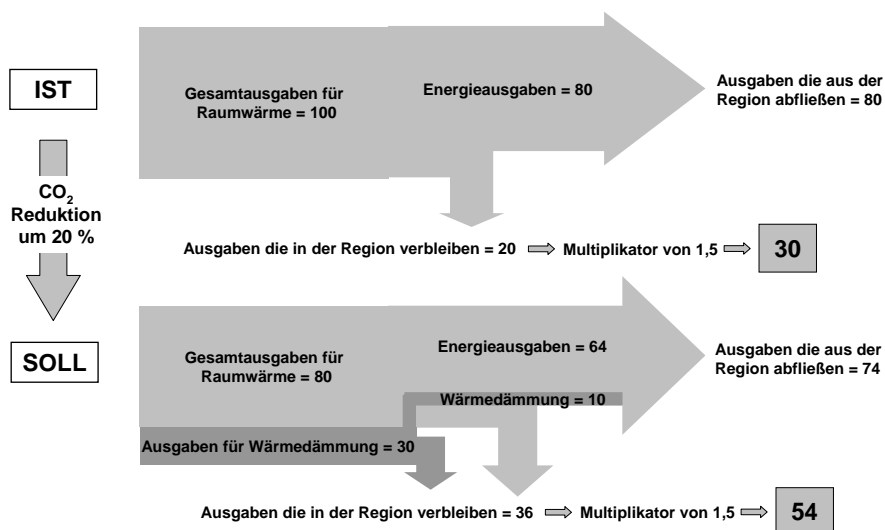 IST
Gesamtausgaben für
Raumwärme = 100
Energieausgaben = 80
Ausgaben die aus der
Region abfließen = 80
CO2
Reduktion
um 20 %
Ausgaben die in der Region verbleiben = 20
Multiplikator von 1,5
30
SOLL
Gesamtausgaben für
Raumwärme = 80
Energieausgaben = 64
Ausgaben die aus der
Region abfließen = 74
Wärmedämmung = 10
Ausgaben für Wärmedämmung = 30
Ausgaben die in der Region verbleiben = 36
Multiplikator von 1,5
54